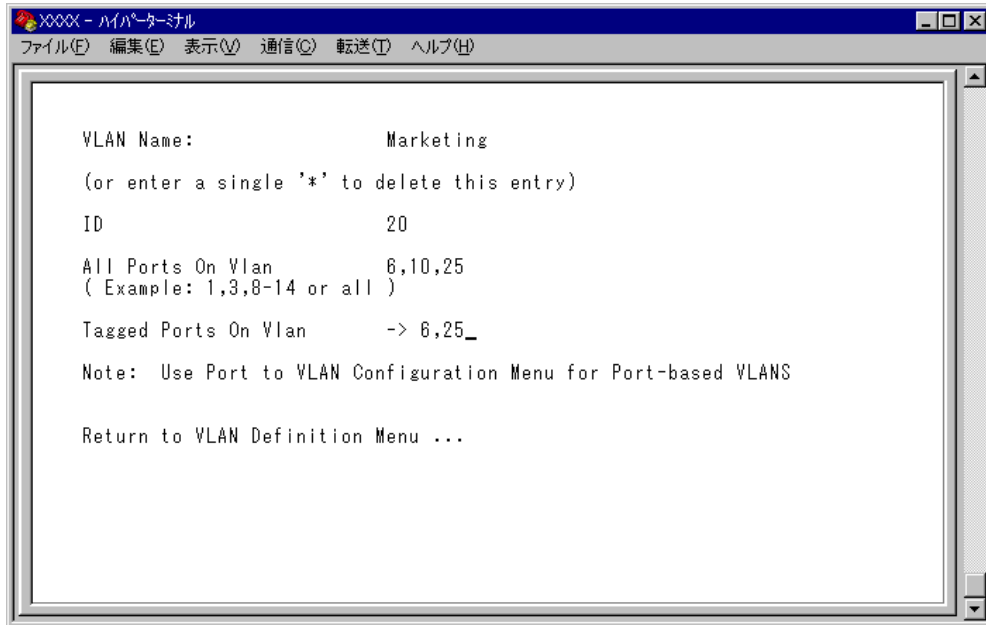 XXXX - ﾊｲﾊﾟｰﾀｰﾐﾅﾙ
ファイル(F) 編集(E) 表示(V) 通信(C) 転送(T) ヘルプ(H)
VLAN Name: Marketing
(or enter a single '*' to delete this entry)
ID 20
All Ports On Vlan 6,10,25
( Example: 1,3,8-14 or all )
Tagged Ports On Vlan -> 6,25_
Note: Use Port to VLAN Configuration Menu for Port-based VLANS
Return to VLAN Definition Menu ...